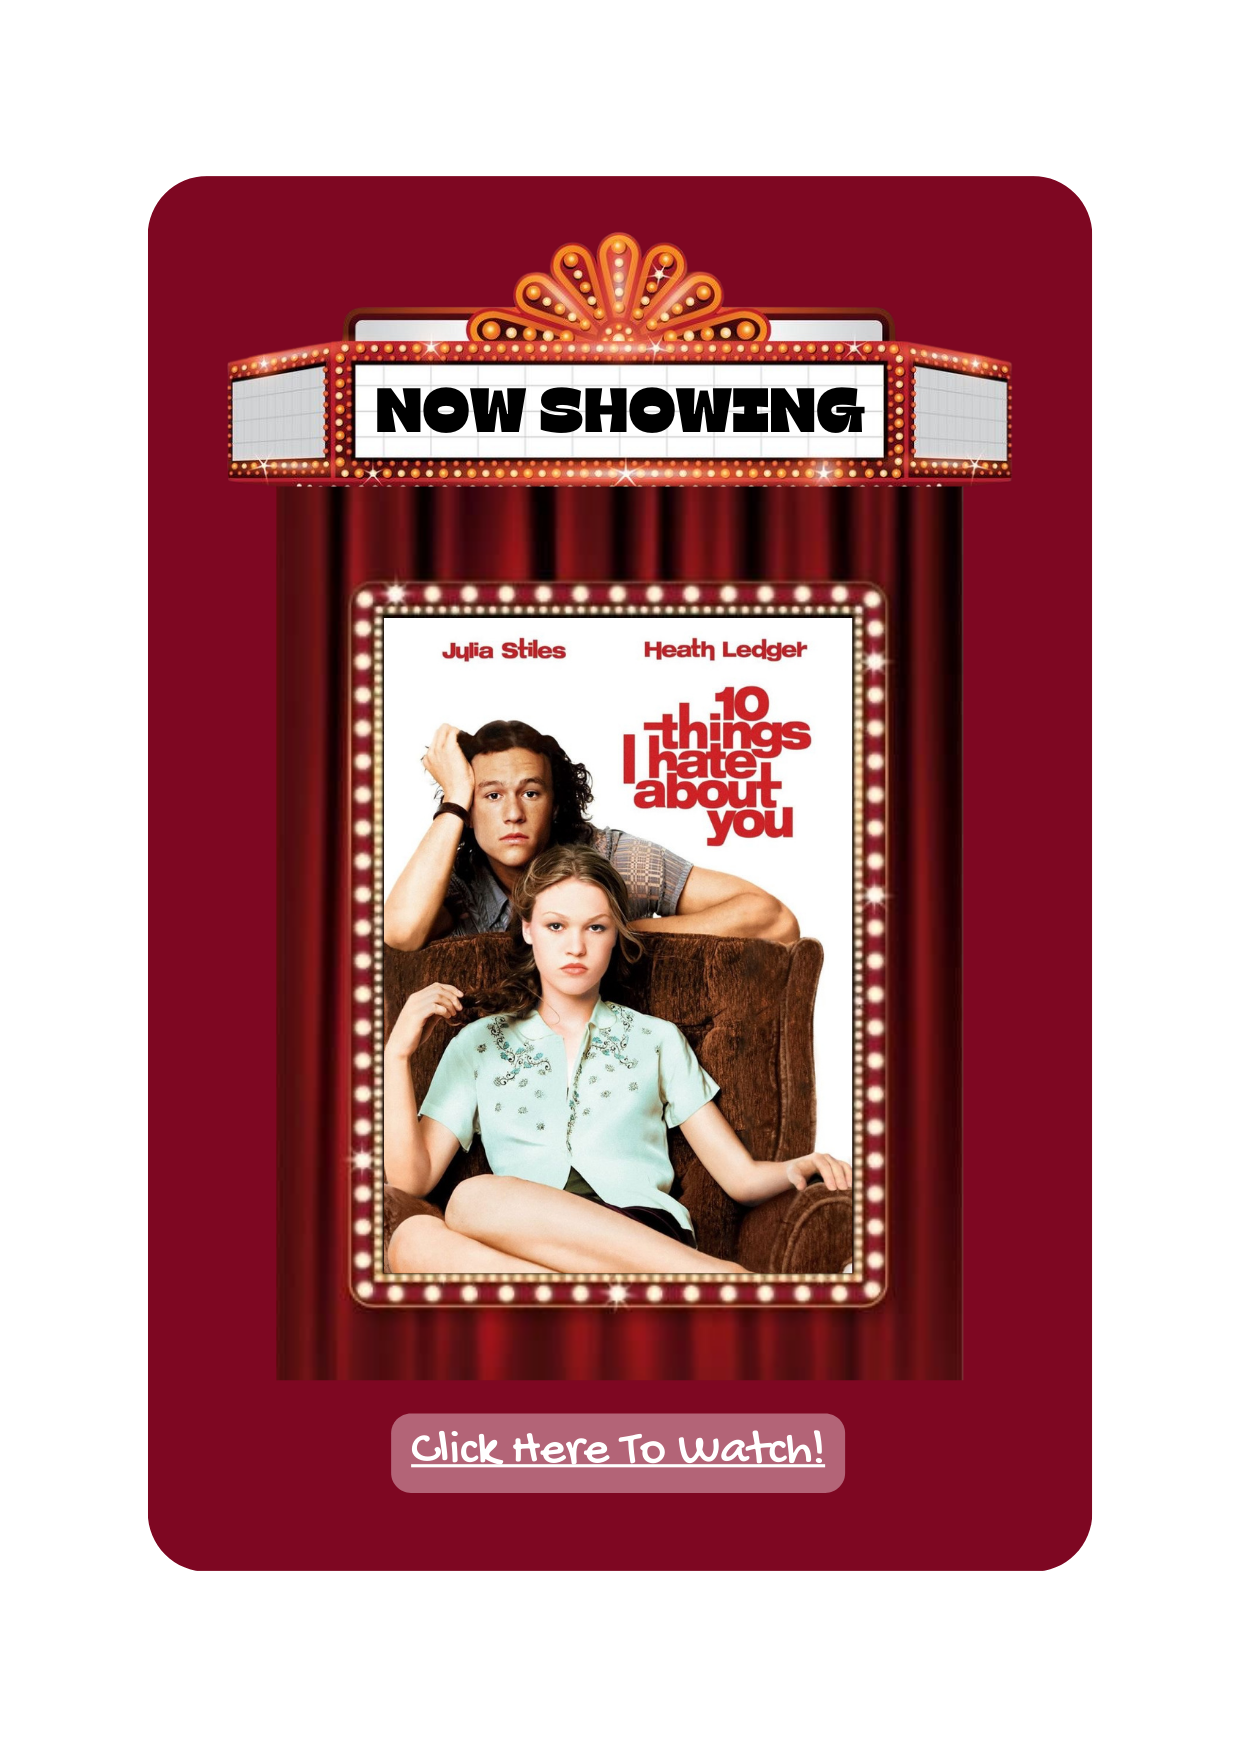 NOW SHOWING
Julia Stiles Heath Ledger
10
things
I hate
about
you
Click Here To Watch!